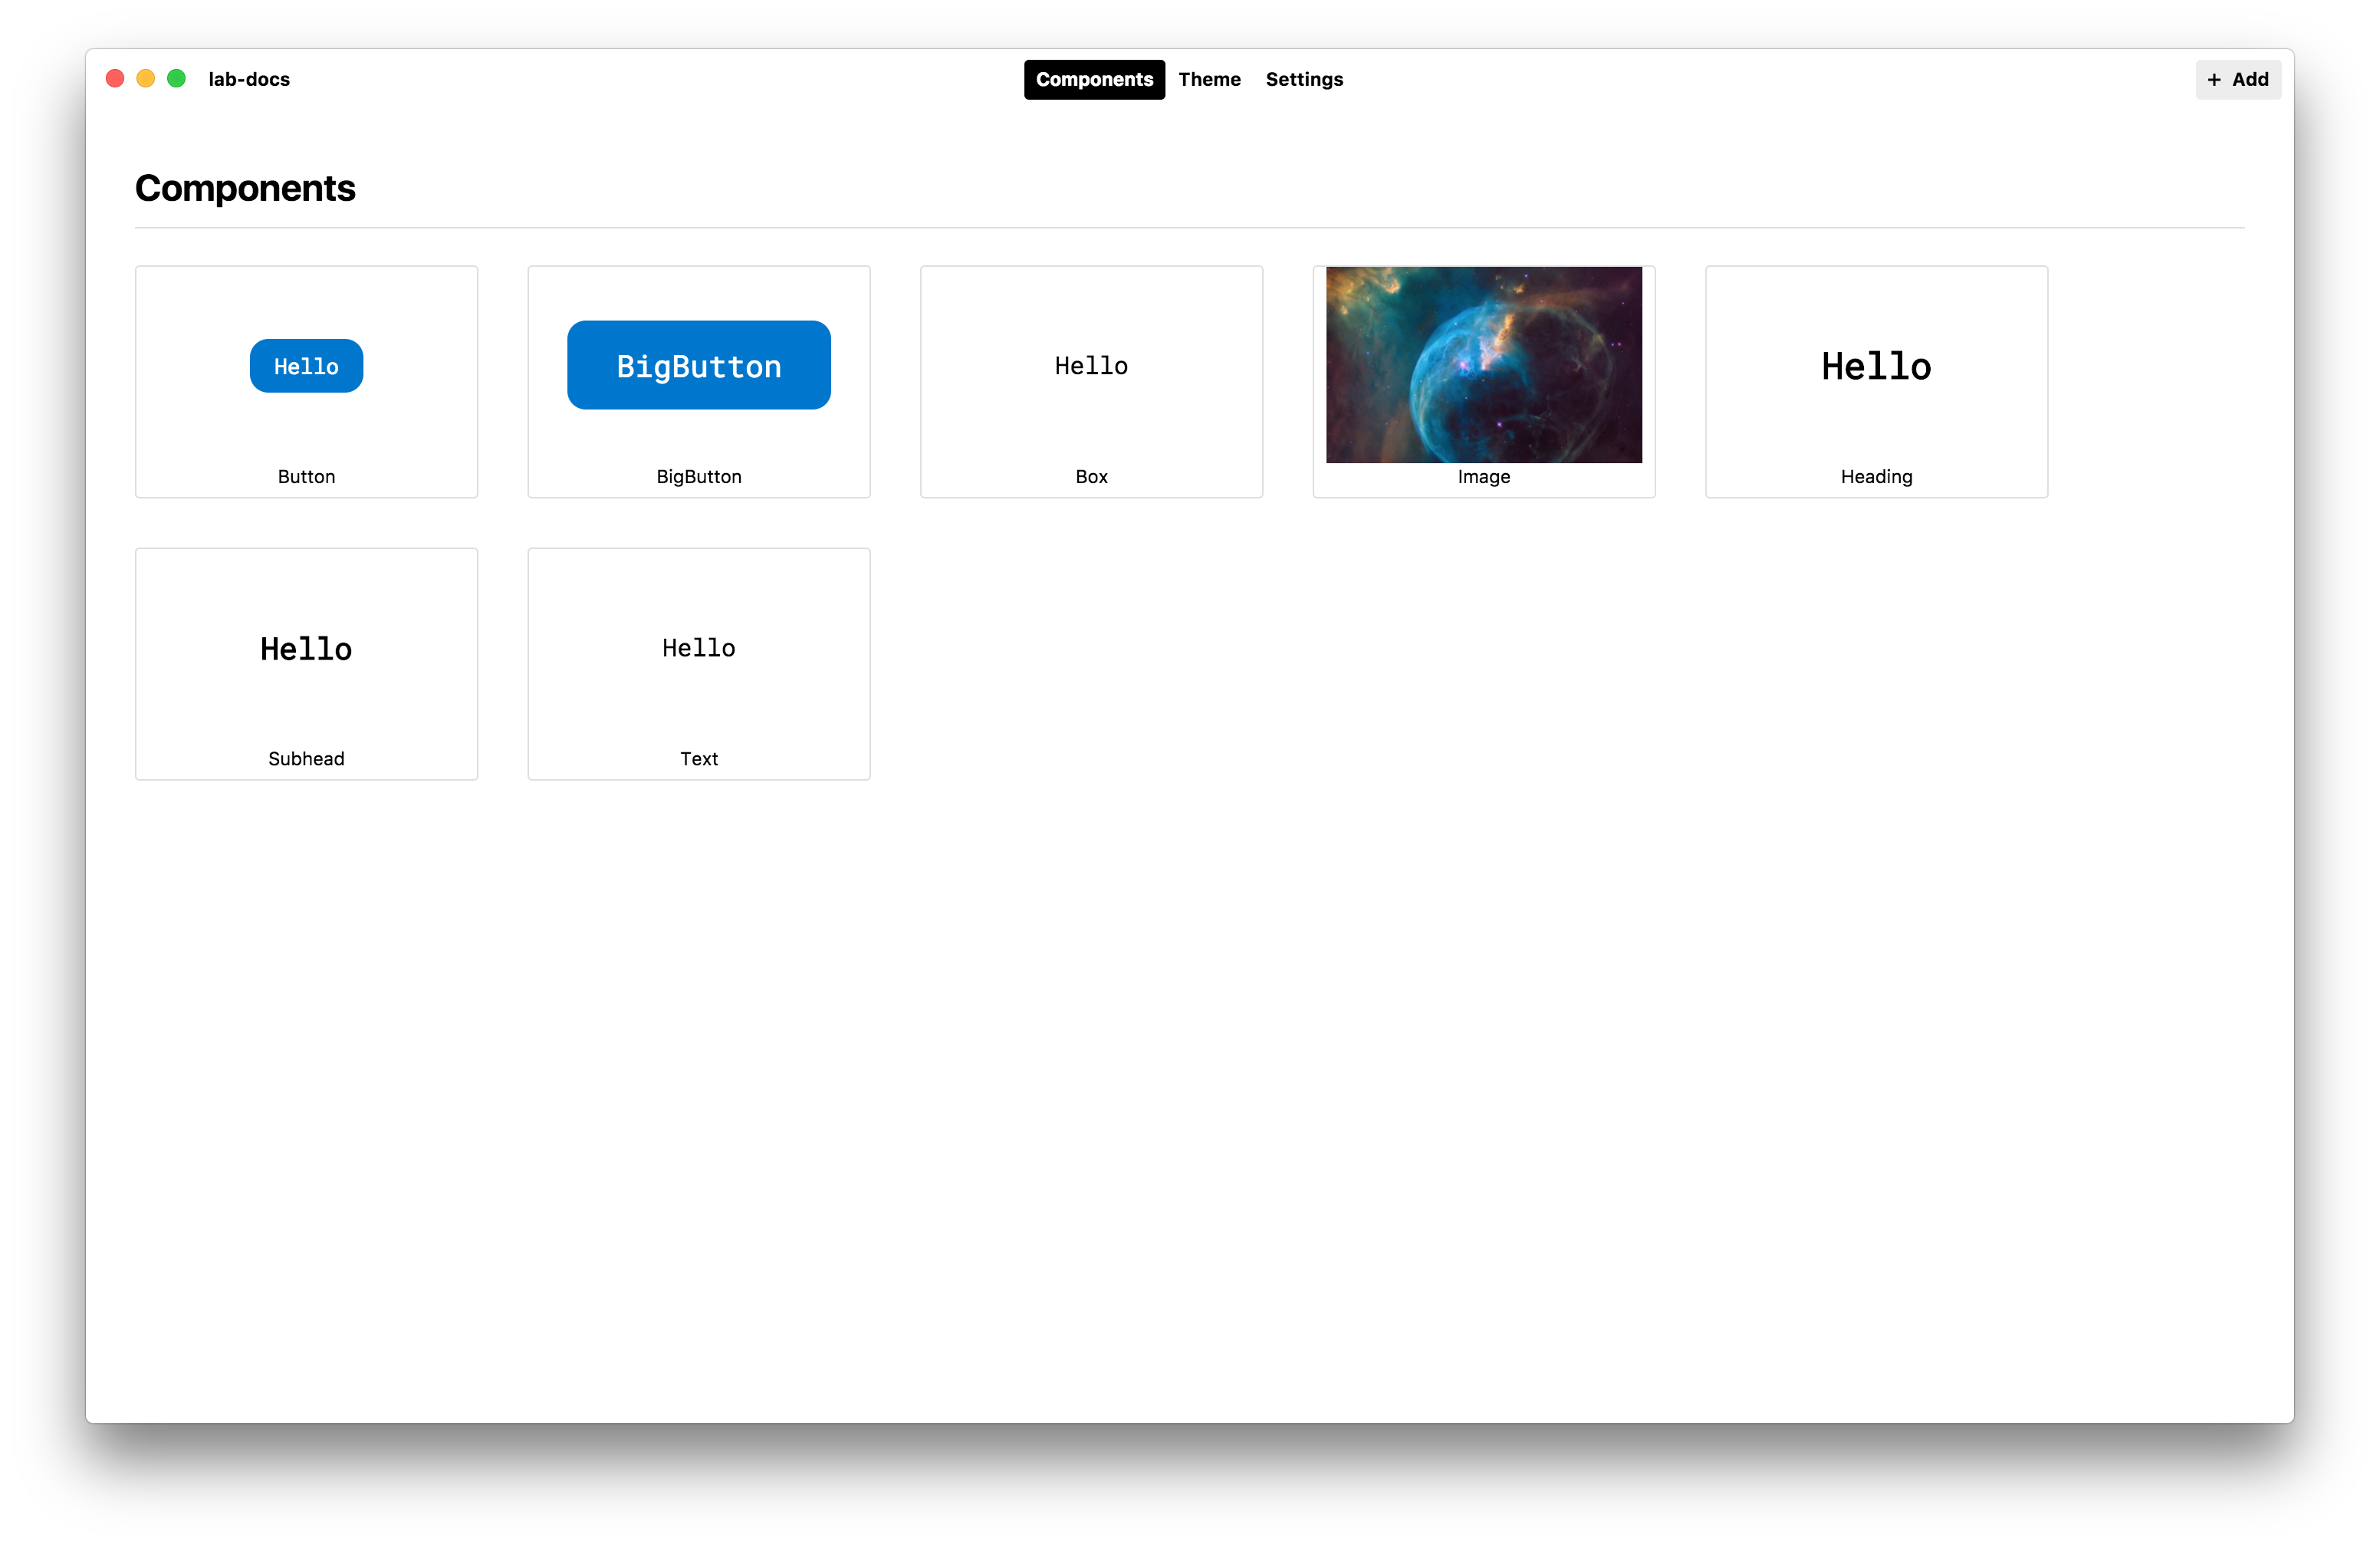 lab-docs
Components Theme Settings
+ Add
Components
Hello
Button
BigButton
BigButton
Hello
Box
Image
Hello
Heading
Hello
Subhead
Hello
Text